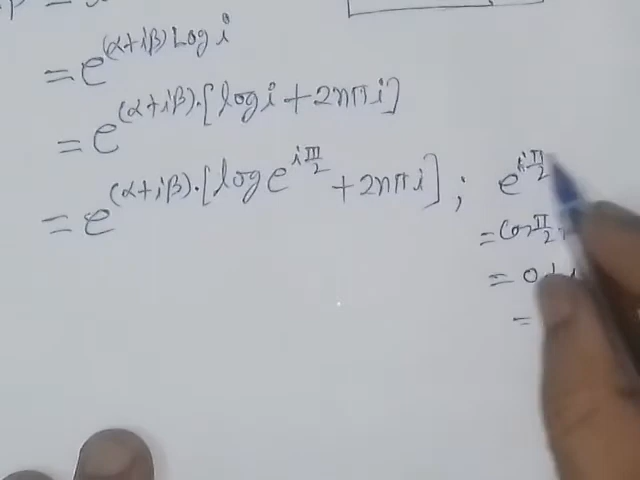 = e^{(α+iβ) Log i}
= e^{(α+iβ)·[log i + 2nπi]}
= e^{(α+iβ)·[log e^{iπ/2} + 2nπi]} ; e^{iπ/2}
= Cos π/2
= 0 +
=